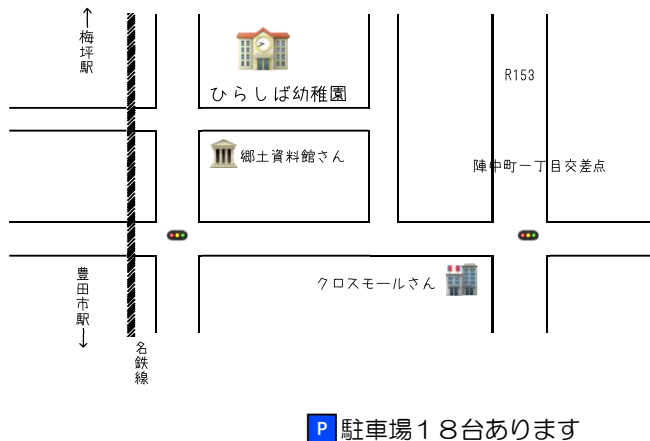 ↑
梅坪駅
ひらしば幼稚園
R153
郷土資料館さん
陣中町一丁目交差点
クロスモールさん
豊田市駅
↓
名鉄線
P 駐車場18台あります